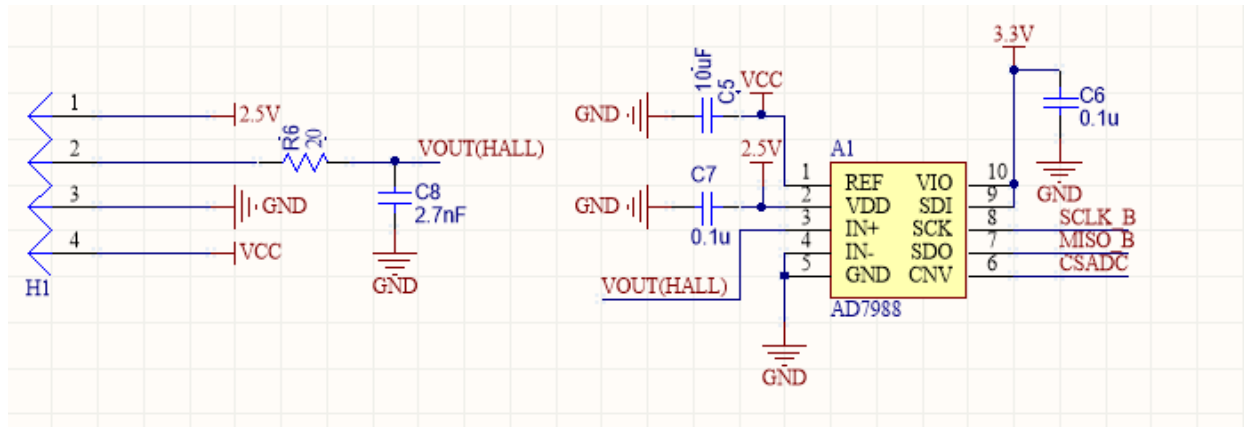 1
2.5V
2
R6
20
VOUT(HALL)
C8
2.7nF
GND
3
GND
4
VCC
H1
10uF
C5
VCC
GND
2.5V
C7
GND
0.1u
VOUT(HALL)
3.3V
C6
0.1u
GND
A1
1 REF VIO 10
2 VDD SDI 9
3 IN+ SCK 8 SCLK_B
4 IN- SDO 7 MISO_B
5 GND CNV 6 CSADC
AD7988
GND